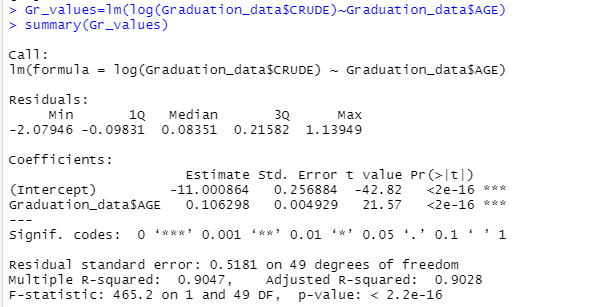 > Gr_values=lm(log(Graduation_data$CRUDE)~Graduation_data$AGE)
> summary(Gr_values)
Call:
lm(formula = log(Graduation_data$CRUDE) ~ Graduation_data$AGE)
Residuals:
Min 1Q Median 3Q Max
-2.07946 -0.09831 0.08351 0.21582 1.13949
Coefficients:
Estimate Std. Error t value Pr(>|t|)
(Intercept) -11.000864 0.256884 -42.82 <2e-16 ***
Graduation_data$AGE 0.106298 0.004929 21.57 <2e-16 ***
---
Signif. codes: 0 ‘***’ 0.001 ‘**’ 0.01 ‘*’ 0.05 ‘.’ 0.1 ‘ ’ 1
Residual standard error: 0.5181 on 49 degrees of freedom
Multiple R-squared: 0.9047, Adjusted R-squared: 0.9028
F-statistic: 465.2 on 1 and 49 DF, p-value: < 2.2e-16